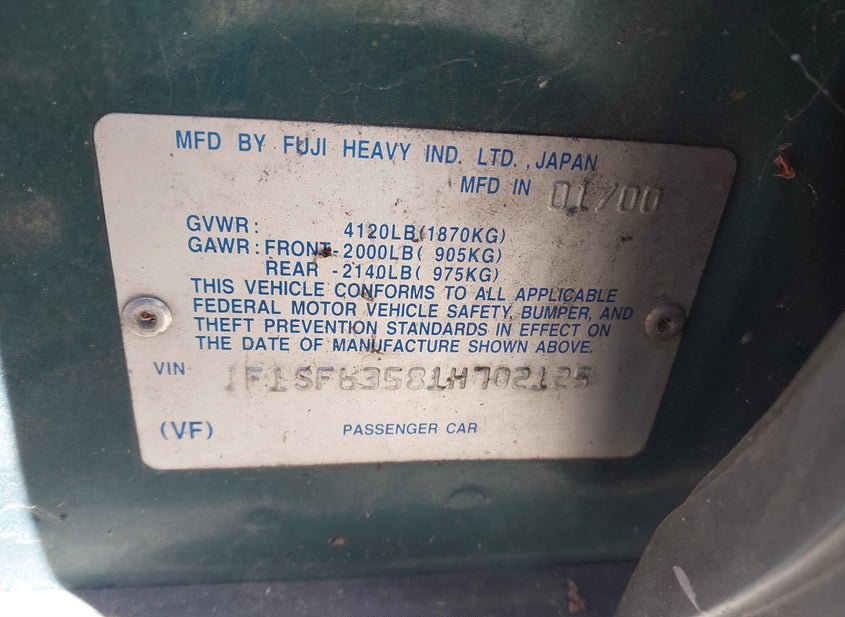 MFD BY FUJI HEAVY IND. LTD., JAPAN
MFD IN 01/00
GVWR: 4120LB(1870KG)
GAWR: FRONT-2000LB( 905KG)
REAR -2140LB( 975KG)
THIS VEHICLE CONFORMS TO ALL APPLICABLE
FEDERAL MOTOR VEHICLE SAFETY, BUMPER, AND
THEFT PREVENTION STANDARDS IN EFFECT ON
THE DATE OF MANUFACTURE SHOWN ABOVE.
VIN
(VF) PASSENGER CAR